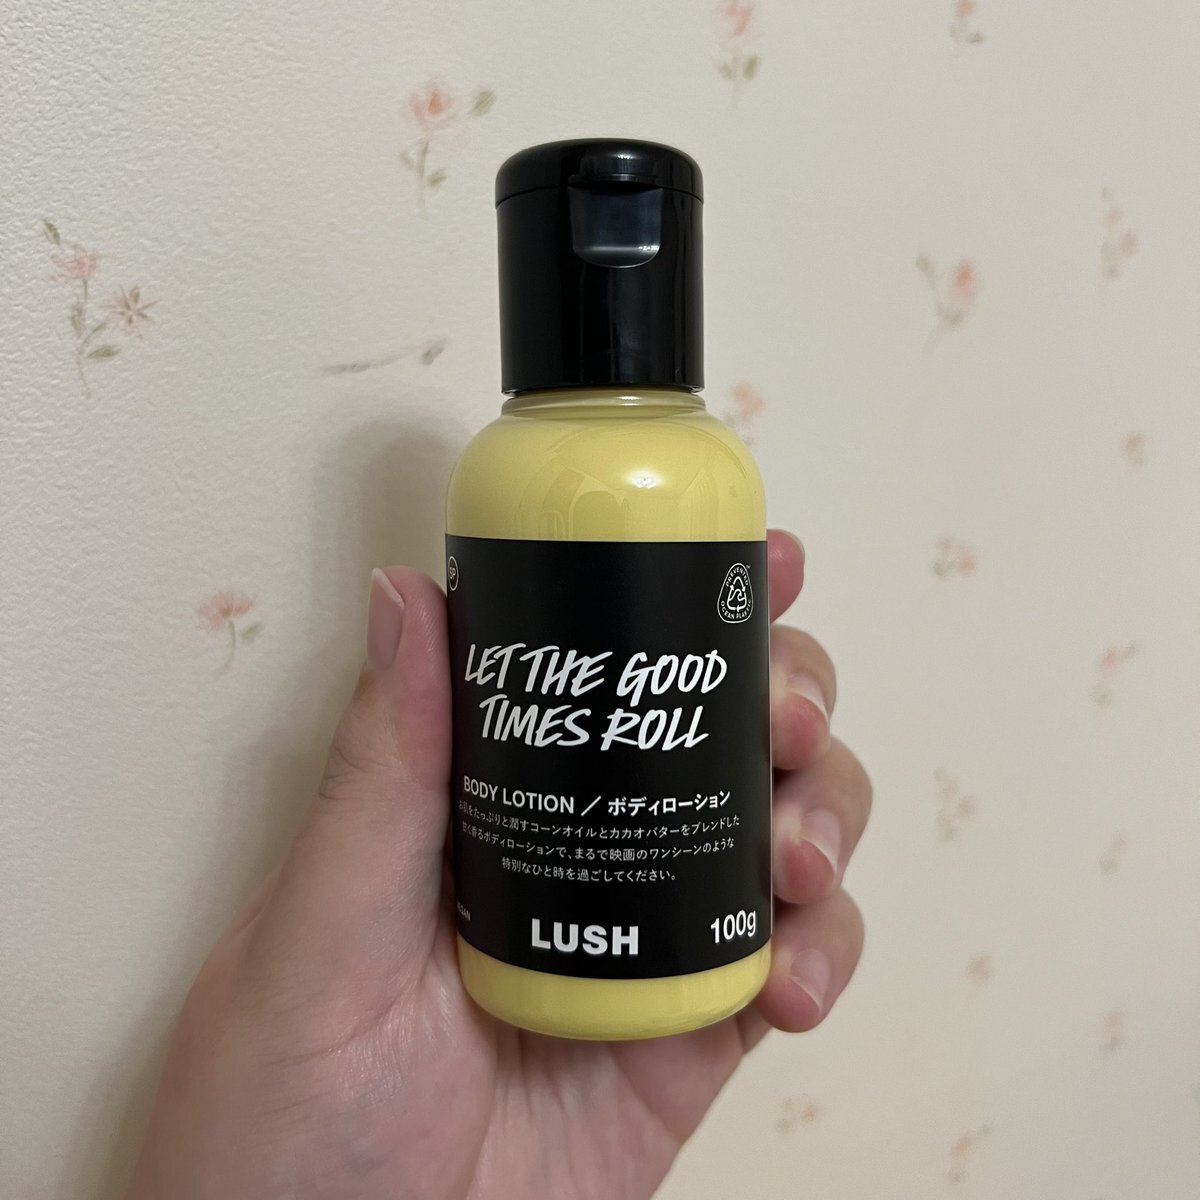 SP
PREVENTED OCEAN PLASTIC
LET THE GOOD
TIMES ROLL
BODY LOTION / ボディローション
お肌をたっぷりと潤すコーンオイルとカカオバターをブレンドした
甘く香るボディローションで、まるで映画のワンシーンのような
特別なひと時を過ごしてください。
LUSH
100g